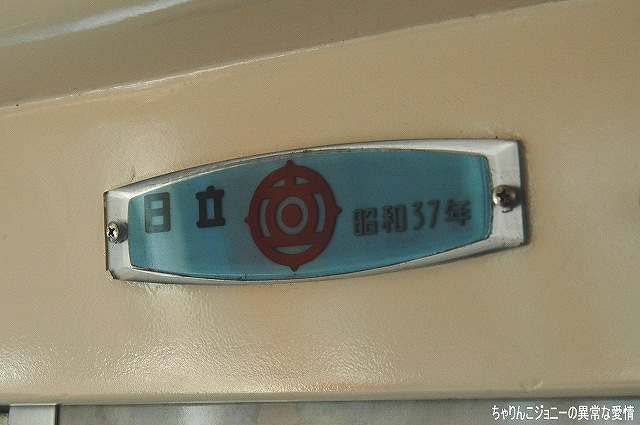 日立 昭和37年
ちゃりんこジョニーの異常な愛情